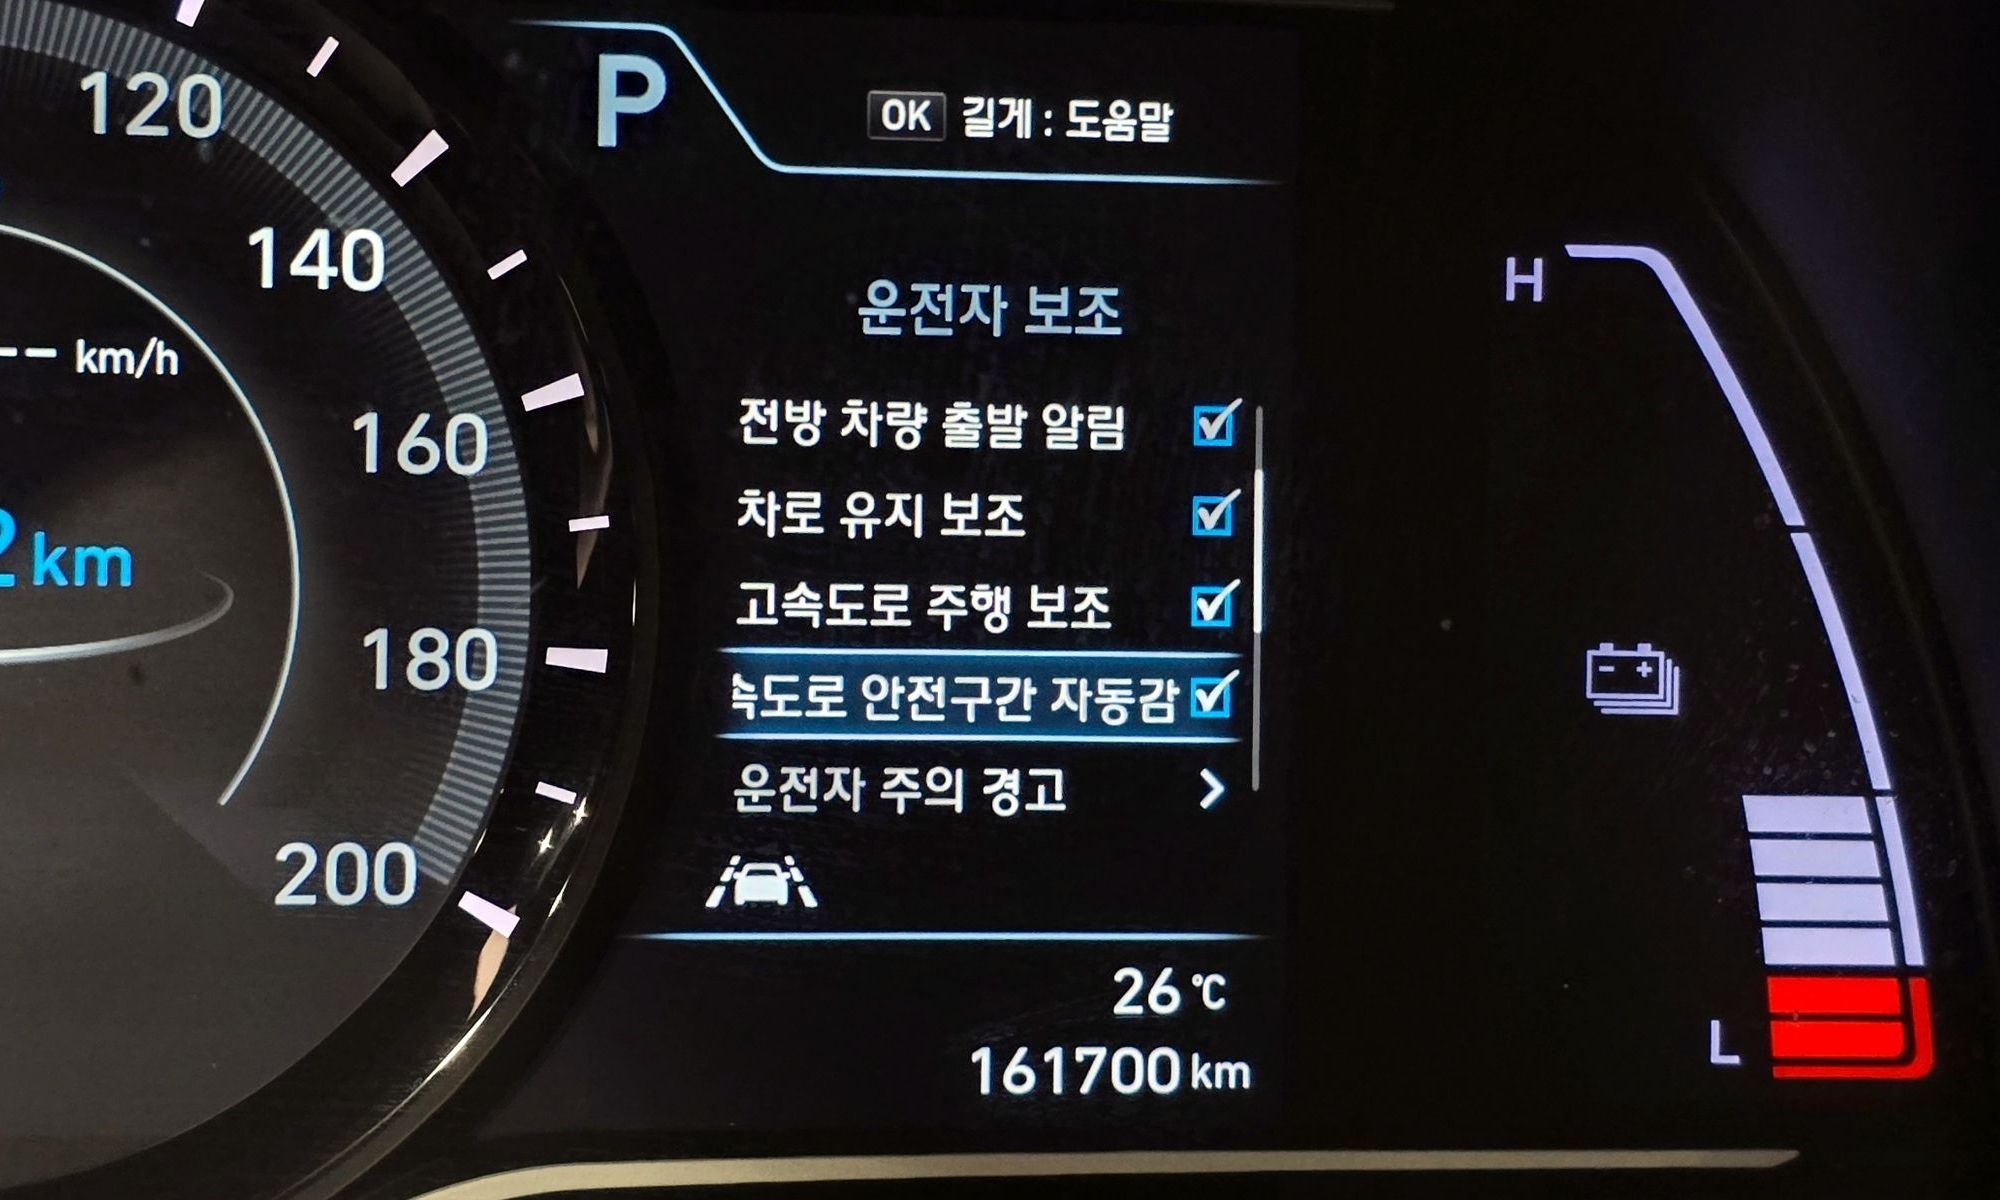 120
140
160
180
200
-- km/h
2 km
P
OK 길게 : 도움말
운전자 보조
전방 차량 출발 알림
차로 유지 보조
고속도로 주행 보조
속도로 안전구간 자동감
운전자 주의 경고
26 ℃
161700 km
H
L